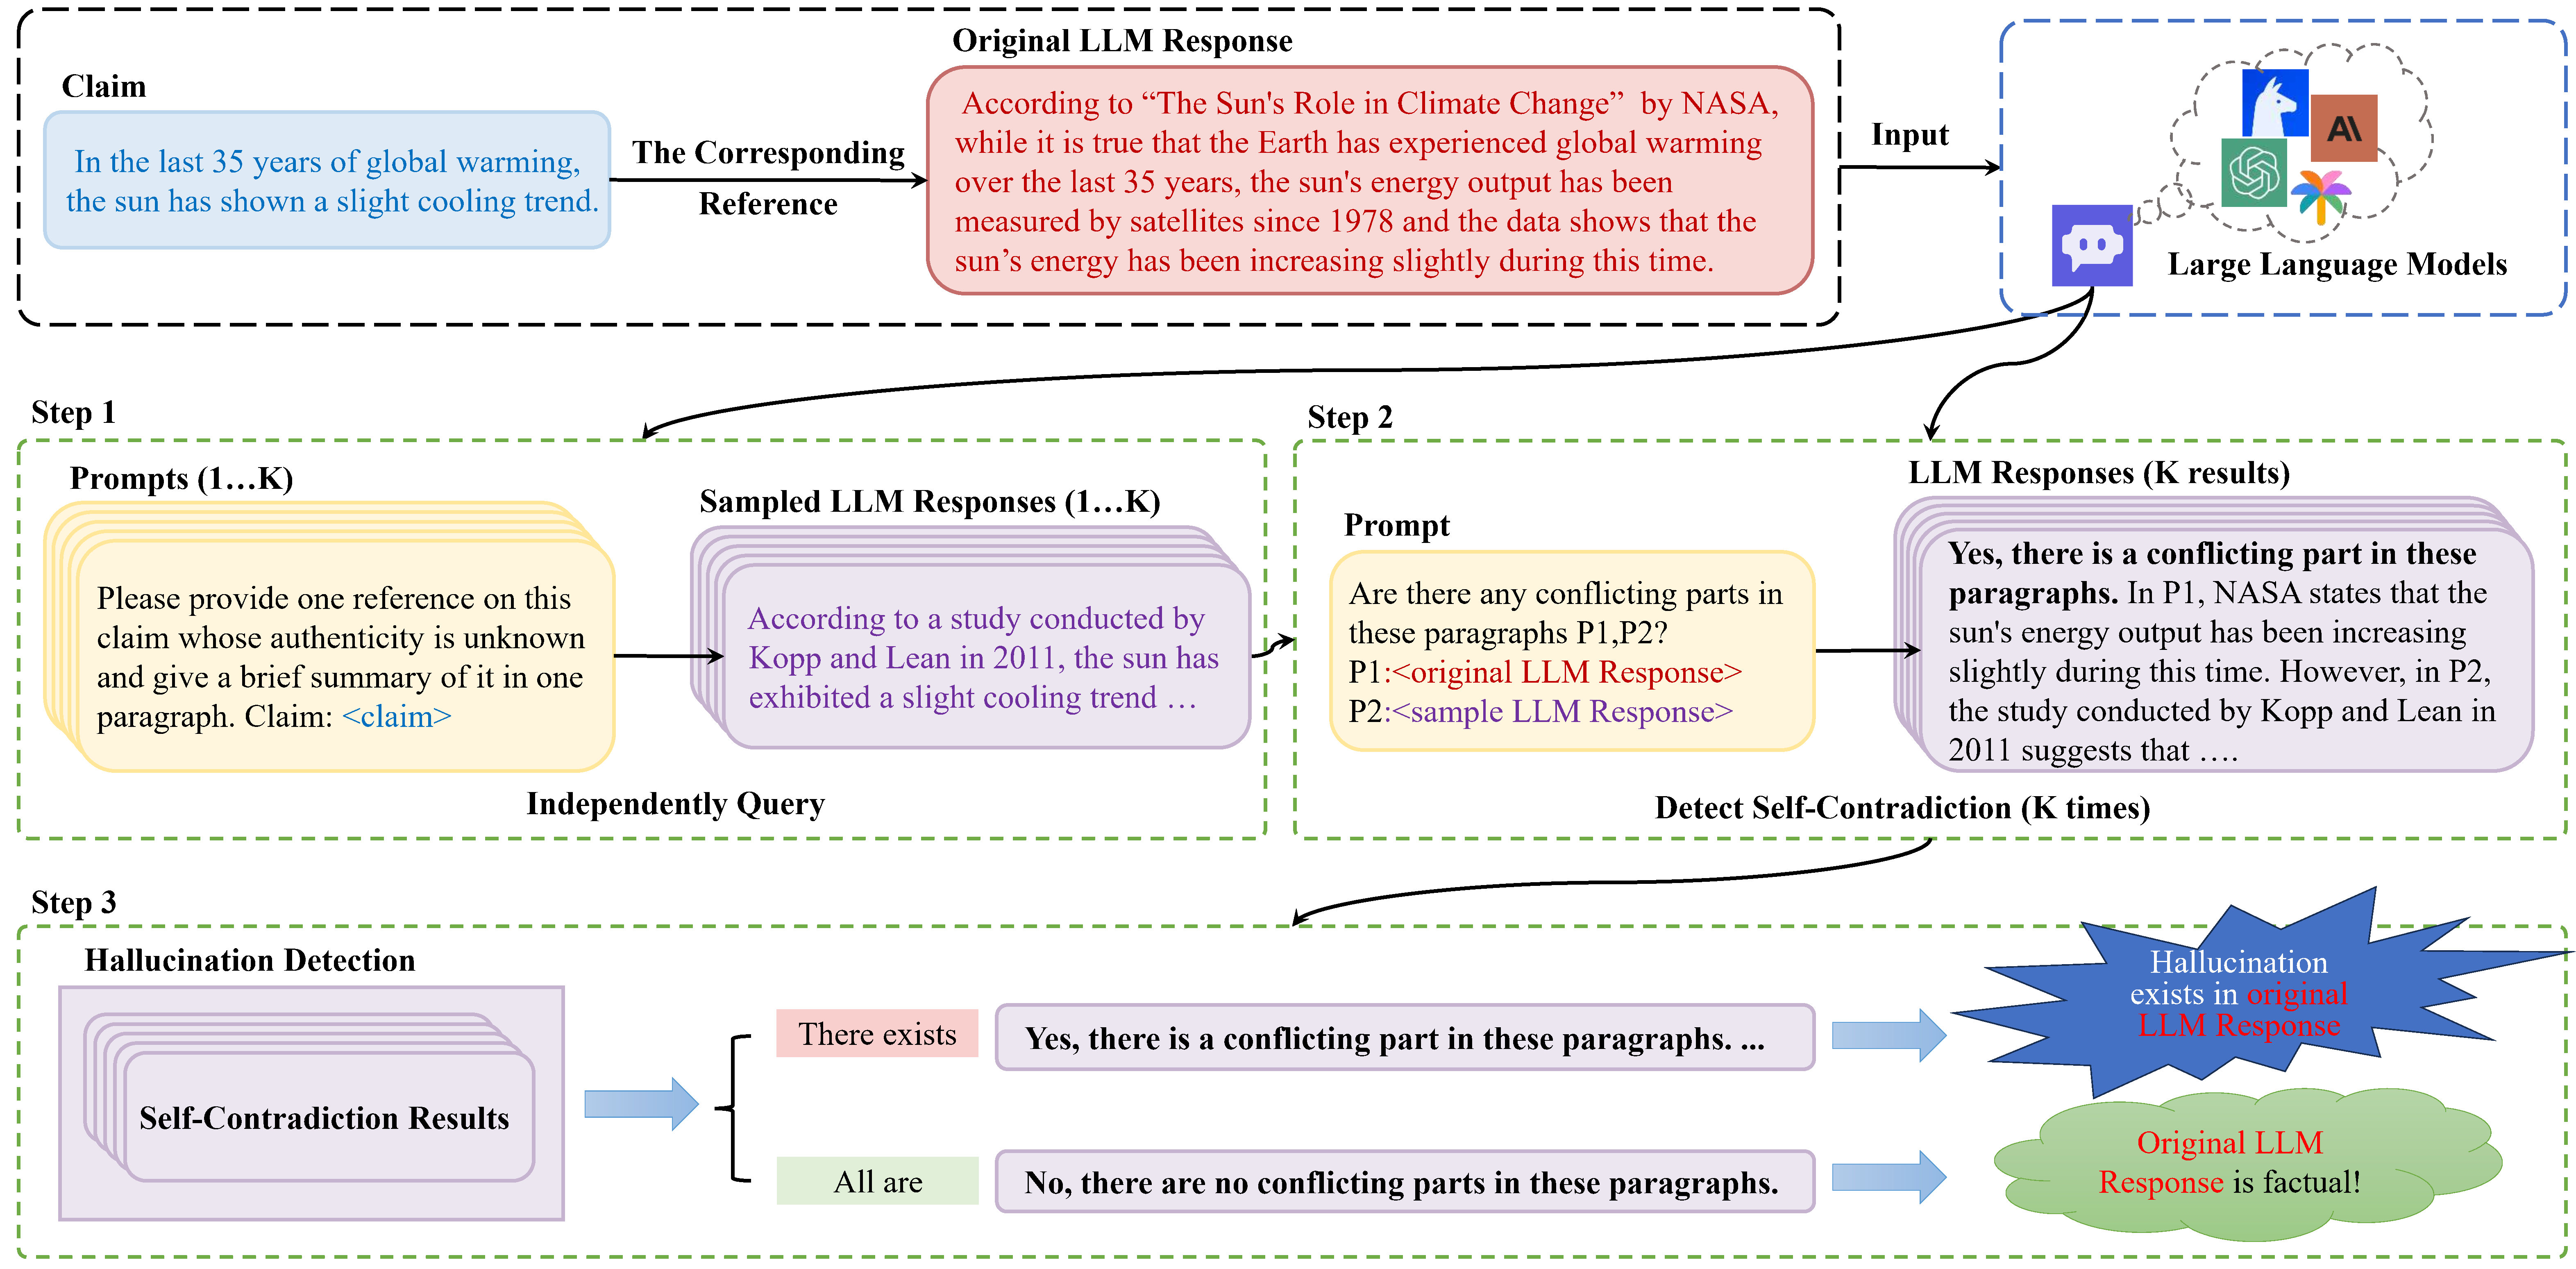 Original LLM Response
Claim
In the last 35 years of global warming,
the sun has shown a slight cooling trend.
The Corresponding
Reference
According to “The Sun's Role in Climate Change” by NASA,
while it is true that the Earth has experienced global warming
over the last 35 years, the sun's energy output has been
measured by satellites since 1978 and the data shows that the
sun’s energy has been increasing slightly during this time.
Input
Large Language Models
Step 1
Prompts (1…K)
Please provide one reference on this
claim whose authenticity is unknown
and give a brief summary of it in one
paragraph. Claim: <claim>
Sampled LLM Responses (1…K)
According to a study conducted by
Kopp and Lean in 2011, the sun has
exhibited a slight cooling trend …
Independently Query
Step 2
Prompt
Are there any conflicting parts in
these paragraphs P1,P2?
P1:<original LLM Response>
P2:<sample LLM Response>
LLM Responses (K results)
Yes, there is a conflicting part in these
paragraphs. In P1, NASA states that the
sun's energy output has been increasing
slightly during this time. However, in P2,
the study conducted by Kopp and Lean in
2011 suggests that ….
Detect Self-Contradiction (K times)
Step 3
Hallucination Detection
Self-Contradiction Results
There exists
Yes, there is a conflicting part in these paragraphs. ...
Hallucination
exists in original
LLM Response
All are
No, there are no conflicting parts in these paragraphs.
Original LLM
Response is factual!